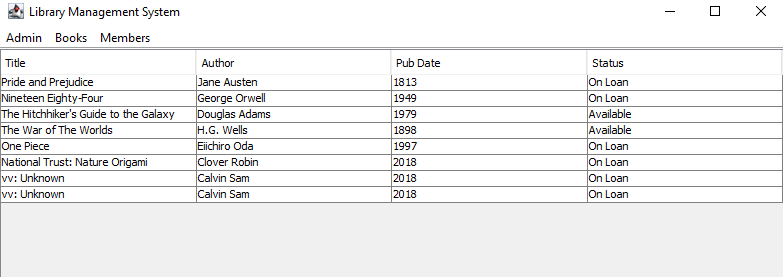 Library Management System
Admin Books Members
Title Author Pub Date Status
Pride and Prejudice Jane Austen 1813 On Loan
Nineteen Eighty-Four George Orwell 1949 On Loan
The Hitchhiker's Guide to the Galaxy Douglas Adams 1979 Available
The War of The Worlds H.G. Wells 1898 Available
One Piece Eiichiro Oda 1997 On Loan
National Trust: Nature Origami Clover Robin 2018 On Loan
vv: Unknown Calvin Sam 2018 On Loan
vv: Unknown Calvin Sam 2018 On Loan